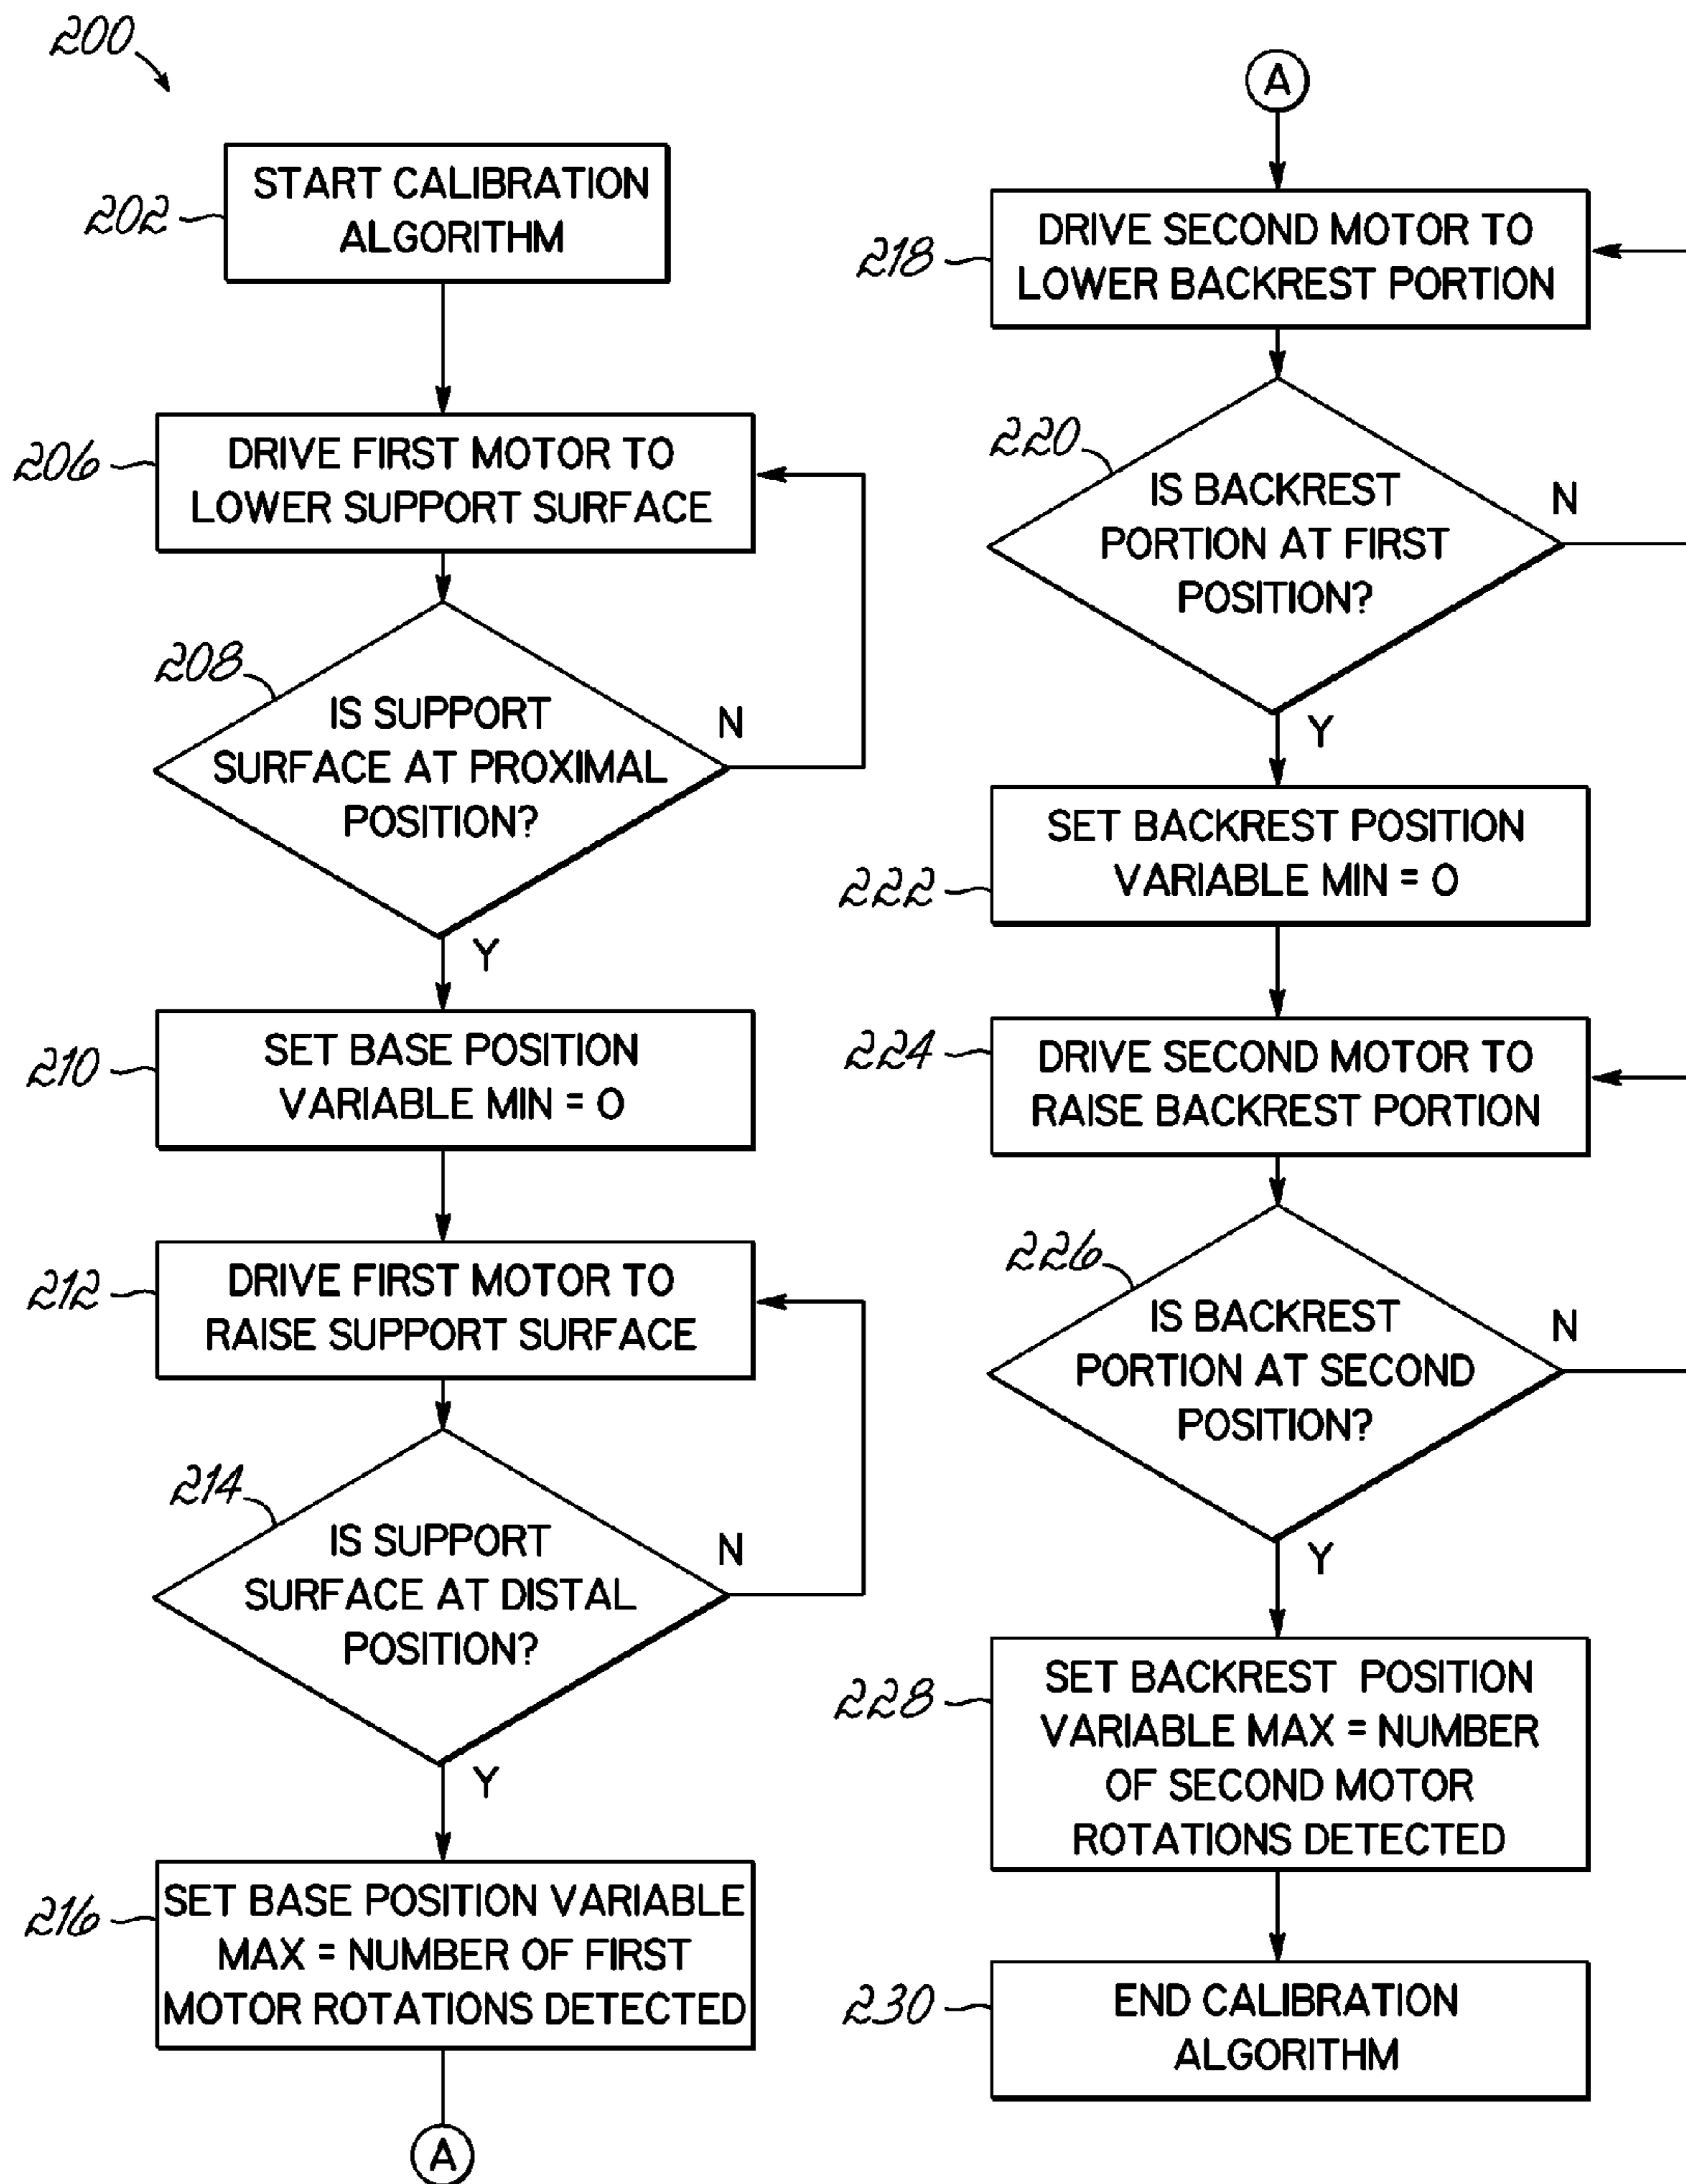 200
202
START CALIBRATION
ALGORITHM
206
DRIVE FIRST MOTOR TO
LOWER SUPPORT SURFACE
208
IS SUPPORT
SURFACE AT PROXIMAL
POSITION?
N
Y
210
SET BASE POSITION
VARIABLE MIN = 0
212
DRIVE FIRST MOTOR TO
RAISE SUPPORT SURFACE
214
IS SUPPORT
SURFACE AT DISTAL
POSITION?
N
Y
216
SET BASE POSITION VARIABLE
MAX = NUMBER OF FIRST
MOTOR ROTATIONS DETECTED
A
A
218
DRIVE SECOND MOTOR TO
LOWER BACKREST PORTION
220
IS BACKREST
PORTION AT FIRST
POSITION?
N
Y
222
SET BACKREST POSITION
VARIABLE MIN = 0
224
DRIVE SECOND MOTOR TO
RAISE BACKREST PORTION
226
IS BACKREST
PORTION AT SECOND
POSITION?
N
Y
228
SET BACKREST POSITION
VARIABLE MAX = NUMBER
OF SECOND MOTOR
ROTATIONS DETECTED
230
END CALIBRATION
ALGORITHM